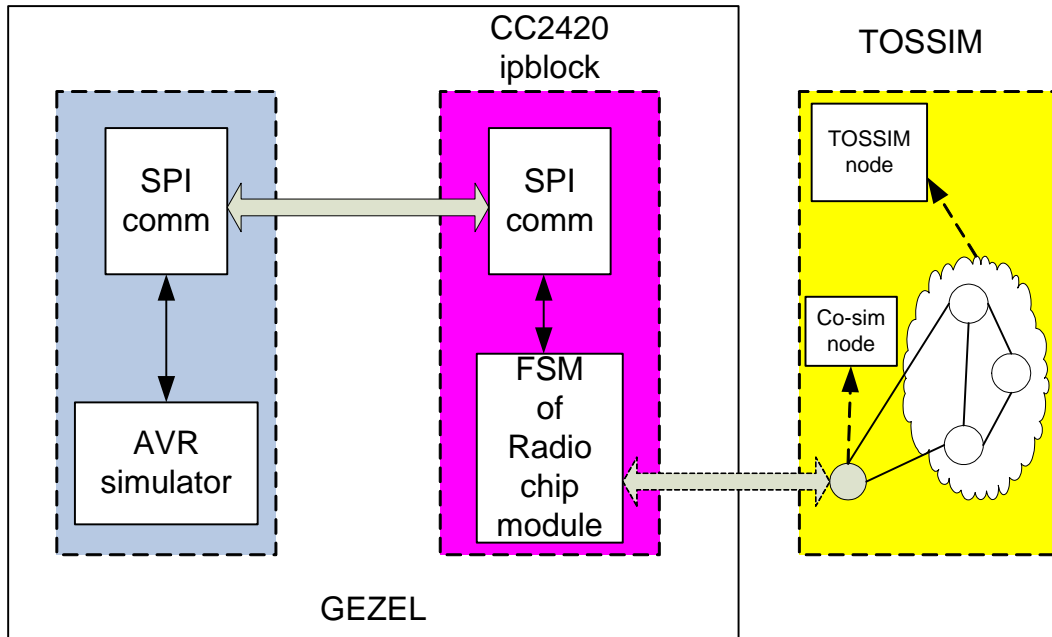 CC2420
ipblock
TOSSIM
SPI
comm
SPI
comm
TOSSIM
node
Co-sim
node
AVR
simulator
FSM
of
Radio
chip
module
GEZEL